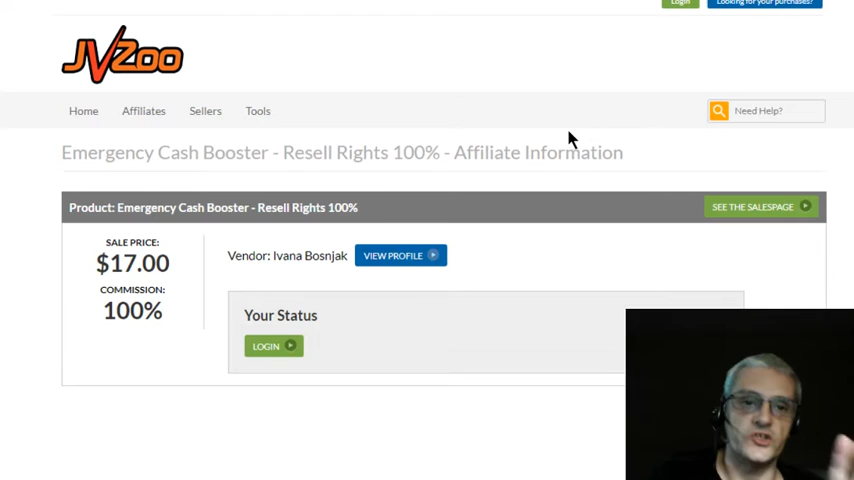 Login
Looking for your purchases?
JVZoo
Home
Affiliates
Sellers
Tools
Need Help?
Emergency Cash Booster - Resell Rights 100% - Affiliate Information
Product: Emergency Cash Booster - Resell Rights 100%
SEE THE SALESPAGE
SALE PRICE:
$17.00
COMMISSION:
100%
Vendor: Ivana Bosnjak
VIEW PROFILE
Your Status
LOGIN